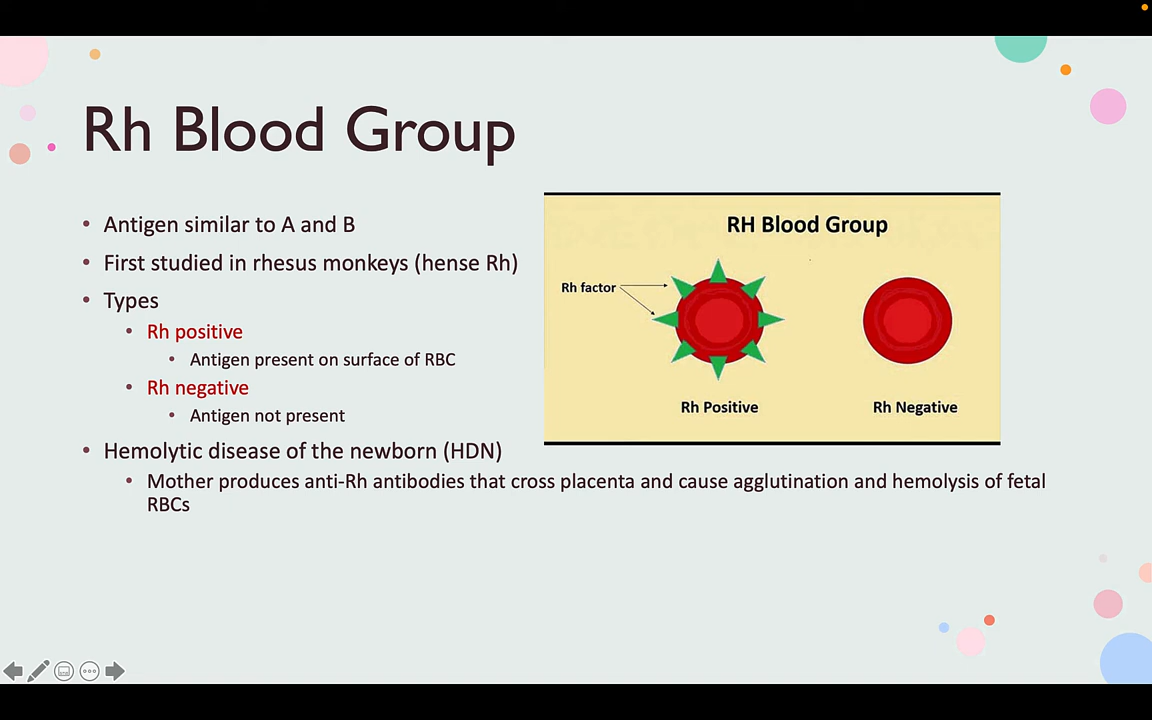 Rh Blood Group
• Antigen similar to A and B
• First studied in rhesus monkeys (hense Rh)
• Types
• Rh positive
• Antigen present on surface of RBC
• Rh negative
• Antigen not present
• Hemolytic disease of the newborn (HDN)
• Mother produces anti-Rh antibodies that cross placenta and cause agglutination and hemolysis of fetal
RBCs
RH Blood Group
Rh factor
Rh Positive
Rh Negative